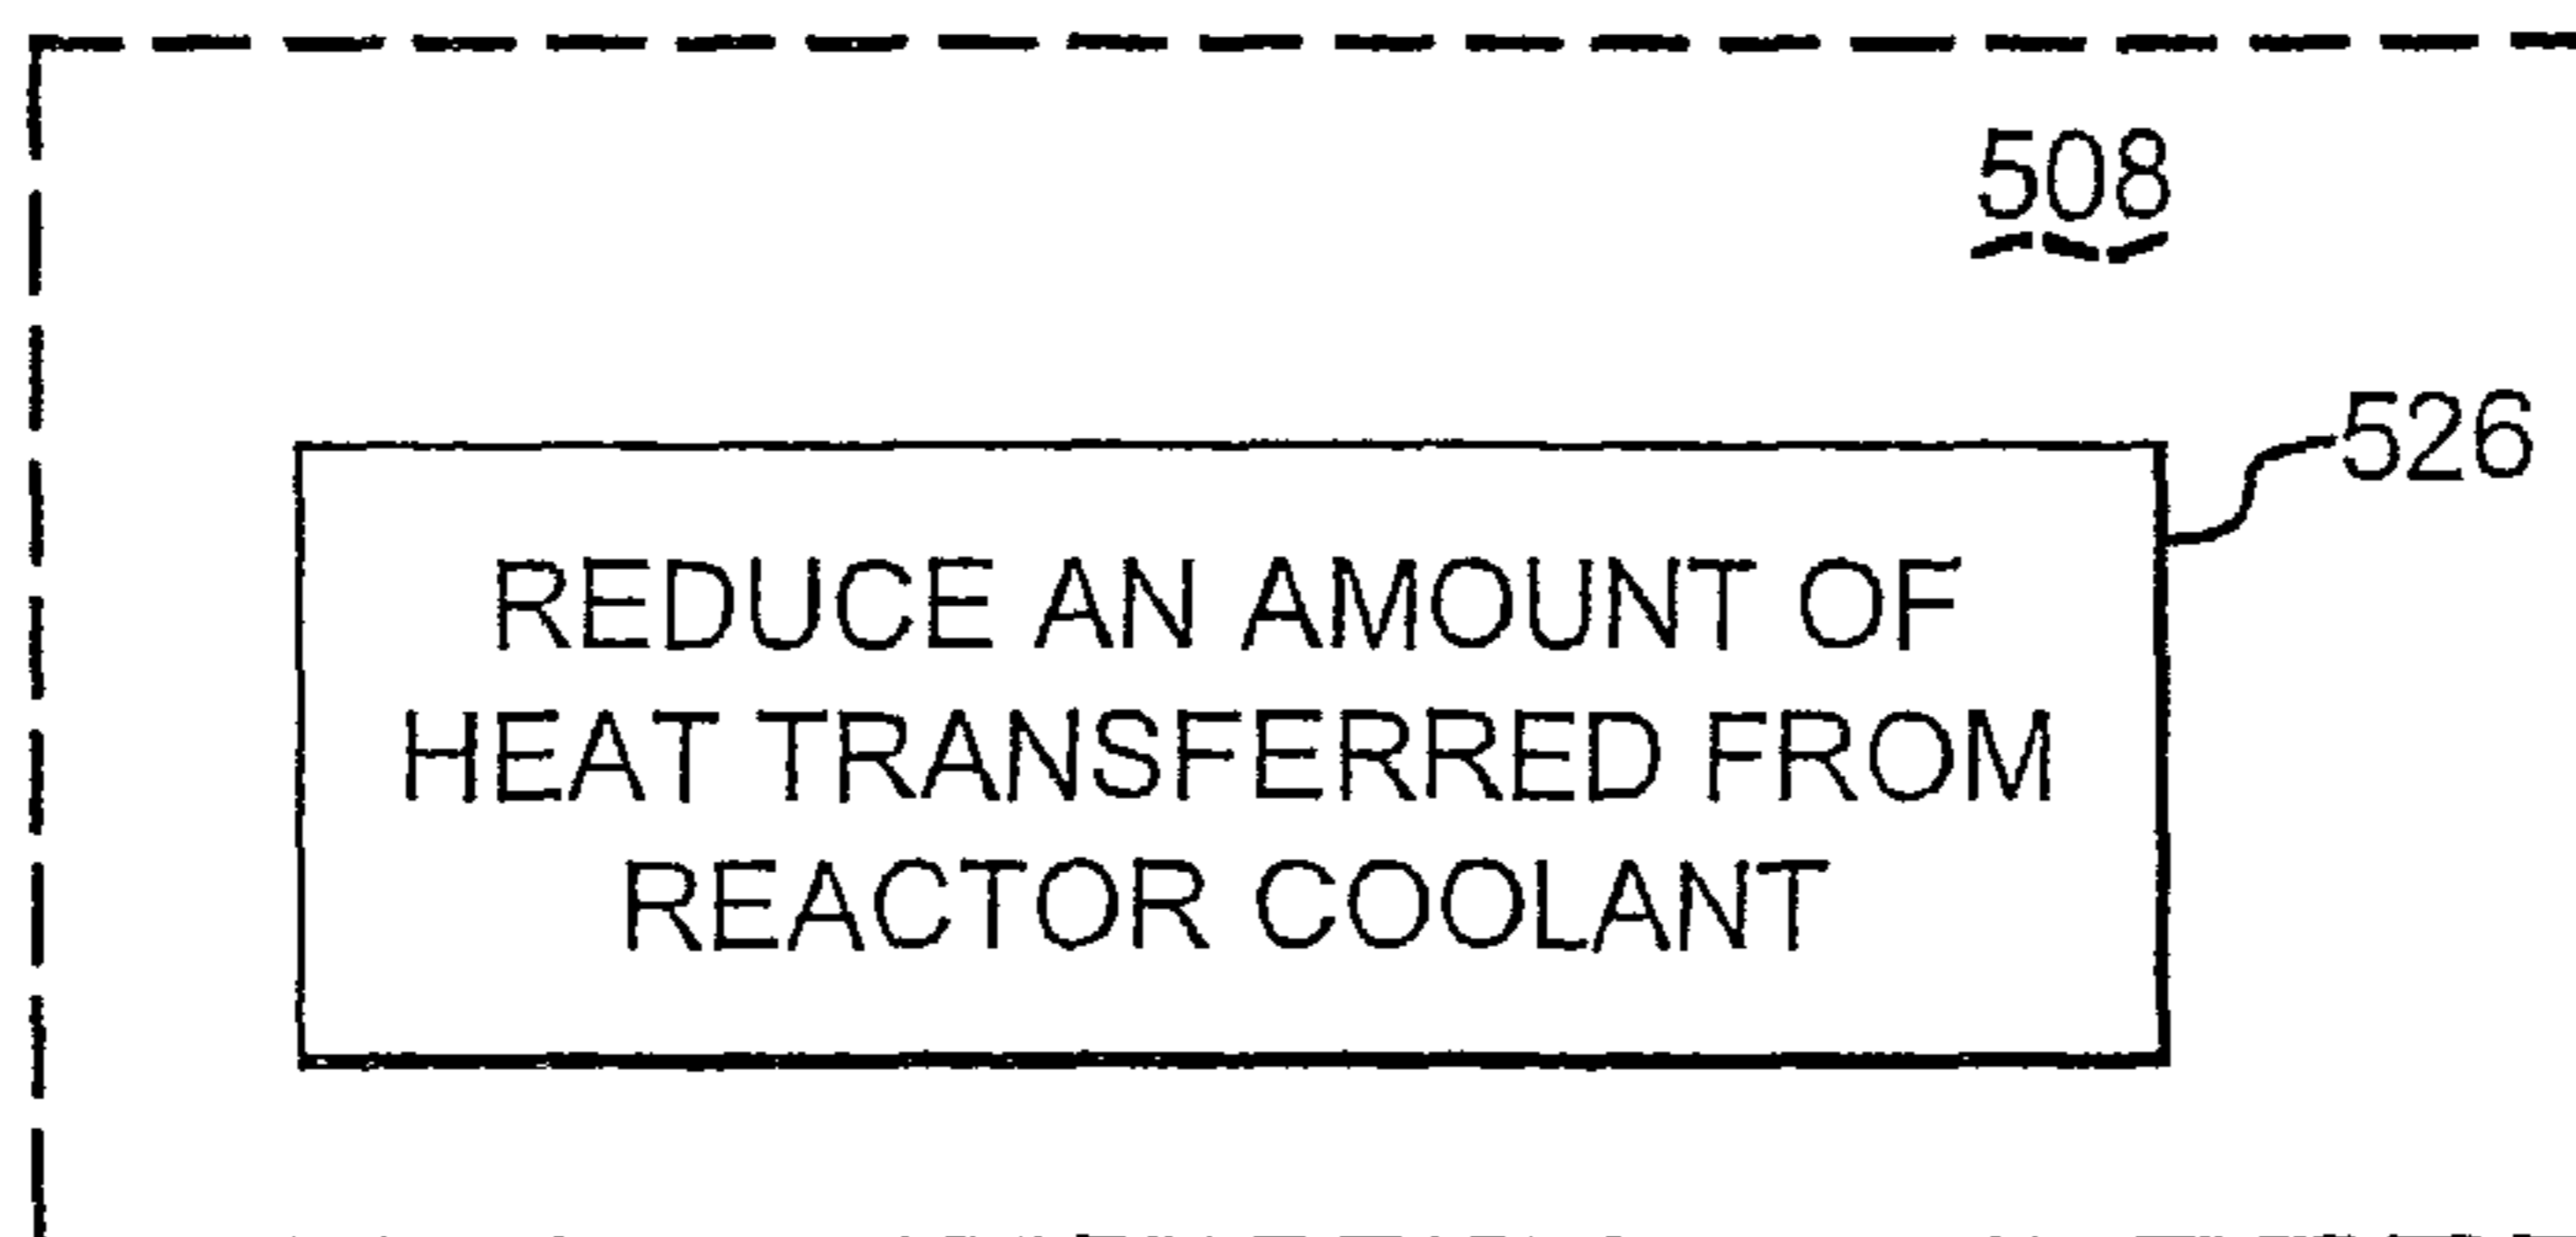 508
526
REDUCE AN AMOUNT OF
HEAT TRANSFERRED FROM
REACTOR COOLANT